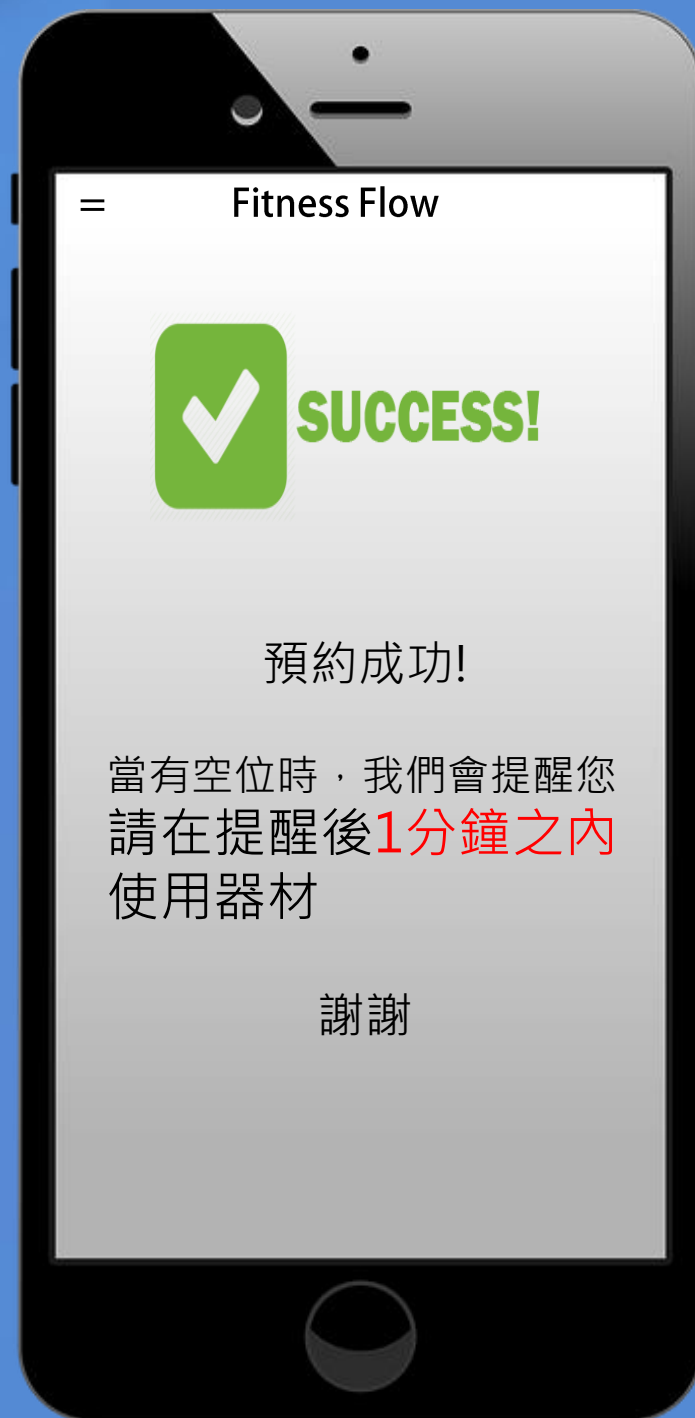 = Fitness Flow
SUCCESS!
預約成功!
當有空位時，我們會提醒您
請在提醒後1分鐘之內
使用器材
謝謝